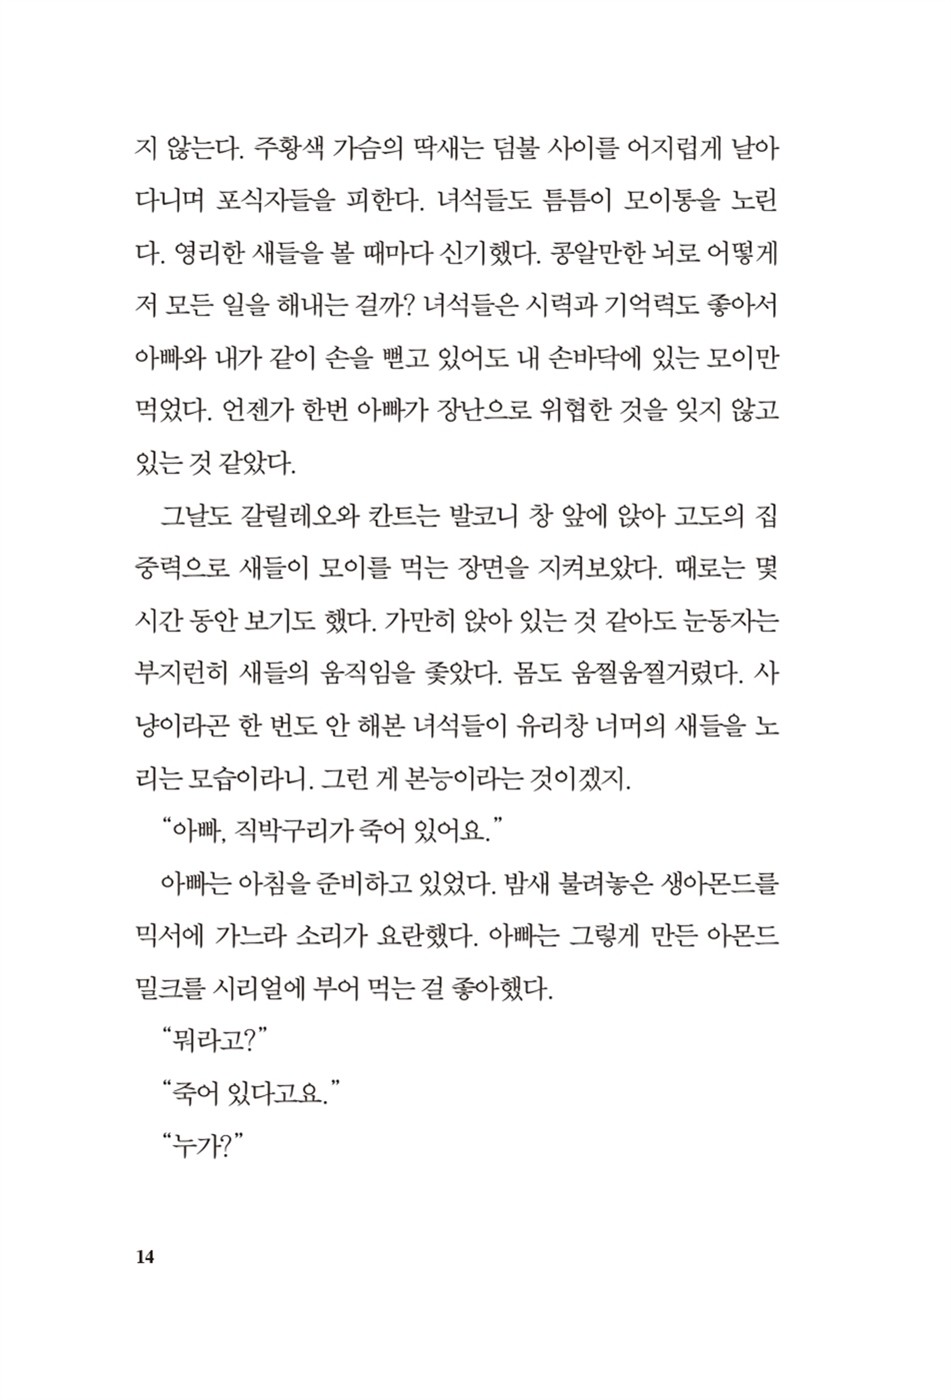 지 않는다. 주황색 가슴의 딱새는 덤불 사이를 어지럽게 날아
다니며 포식자들을 피한다. 녀석들도 틈틈이 모이통을 노린
다. 영리한 새들을 볼 때마다 신기했다. 콩알만한 뇌로 어떻게
저 모든 일을 해내는 걸까? 녀석들은 시력과 기억력도 좋아서
아빠와 내가 같이 손을 뻗고 있어도 내 손바닥에 있는 모이만
먹었다. 언젠가 한번 아빠가 장난으로 위협한 것을 잊지 않고
있는 것 같았다.
그날도 갈릴레오와 칸트는 발코니 창 앞에 앉아 고도의 집
중력으로 새들이 모이를 먹는 장면을 지켜보았다. 때로는 몇
시간 동안 보기도 했다. 가만히 앉아 있는 것 같아도 눈동자는
부지런히 새들의 움직임을 좇았다. 몸도 움찔움찔거렸다. 사
냥이라곤 한 번도 안 해본 녀석들이 유리창 너머의 새들을 노
리는 모습이라니. 그런 게 본능이라는 것이겠지.
“아빠, 직박구리가 죽어 있어요.”
아빠는 아침을 준비하고 있었다. 밤새 불려놓은 생아몬드를
믹서에 가느라 소리가 요란했다. 아빠는 그렇게 만든 아몬드
밀크를 시리얼에 부어 먹는 걸 좋아했다.
“뭐라고?”
“죽어 있다고요.”
“누가?”
14